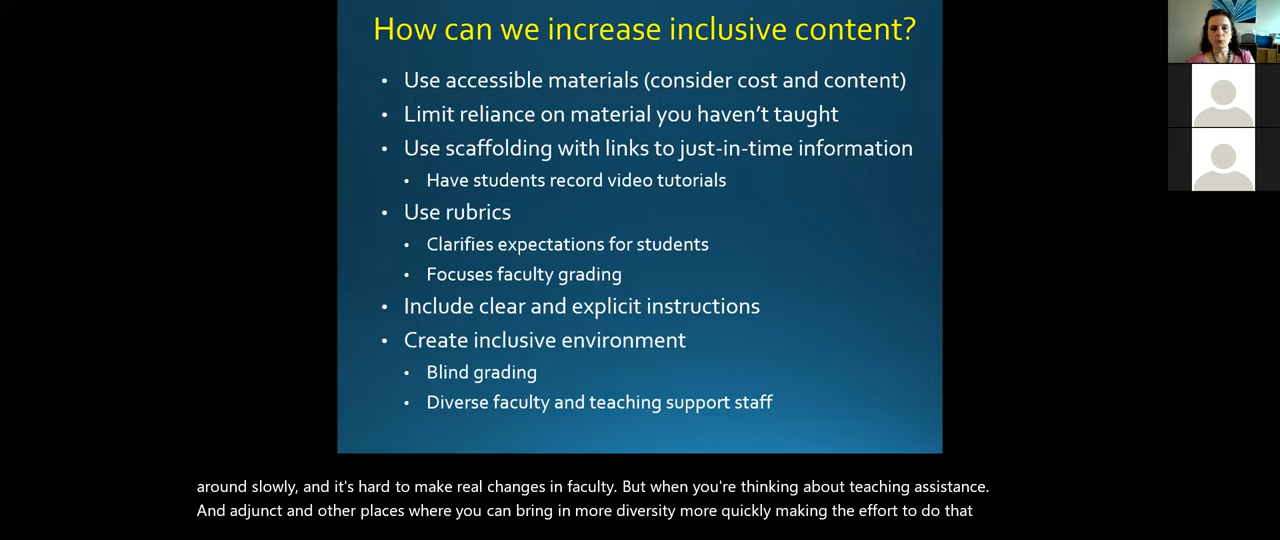 How can we increase inclusive content?
• Use accessible materials (consider cost and content)
• Limit reliance on material you haven't taught
• Use scaffolding with links to just-in-time information
• Have students record video tutorials
• Use rubrics
• Clarifies expectations for students
• Focuses faculty grading
• Include clear and explicit instructions
• Create inclusive environment
• Blind grading
• Diverse faculty and teaching support staff
around slowly, and it's hard to make real changes in faculty. But when you're thinking about teaching assistance.
And adjunct and other places where you can bring in more diversity more quickly making the effort to do that